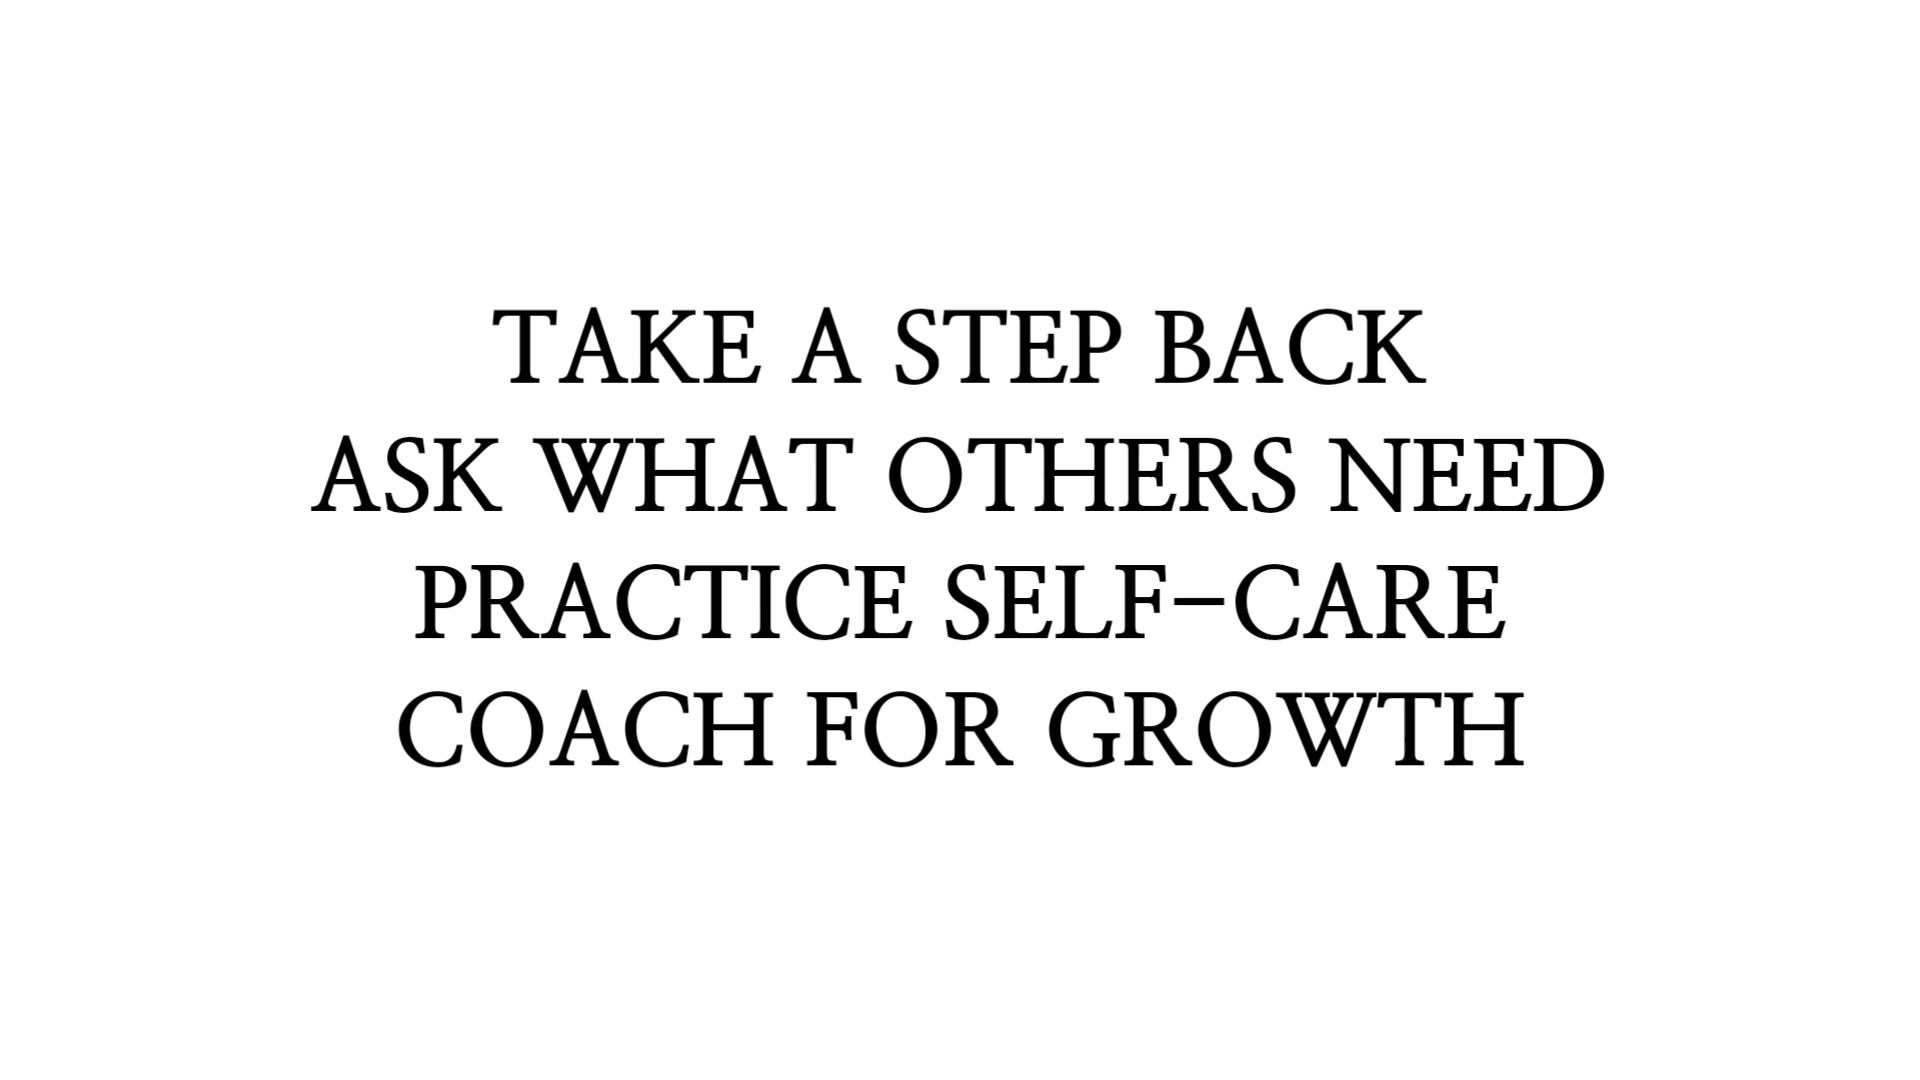 TAKE A STEP BACK
ASK WHAT OTHERS NEED
PRACTICE SELF-CARE
COACH FOR GROWTH